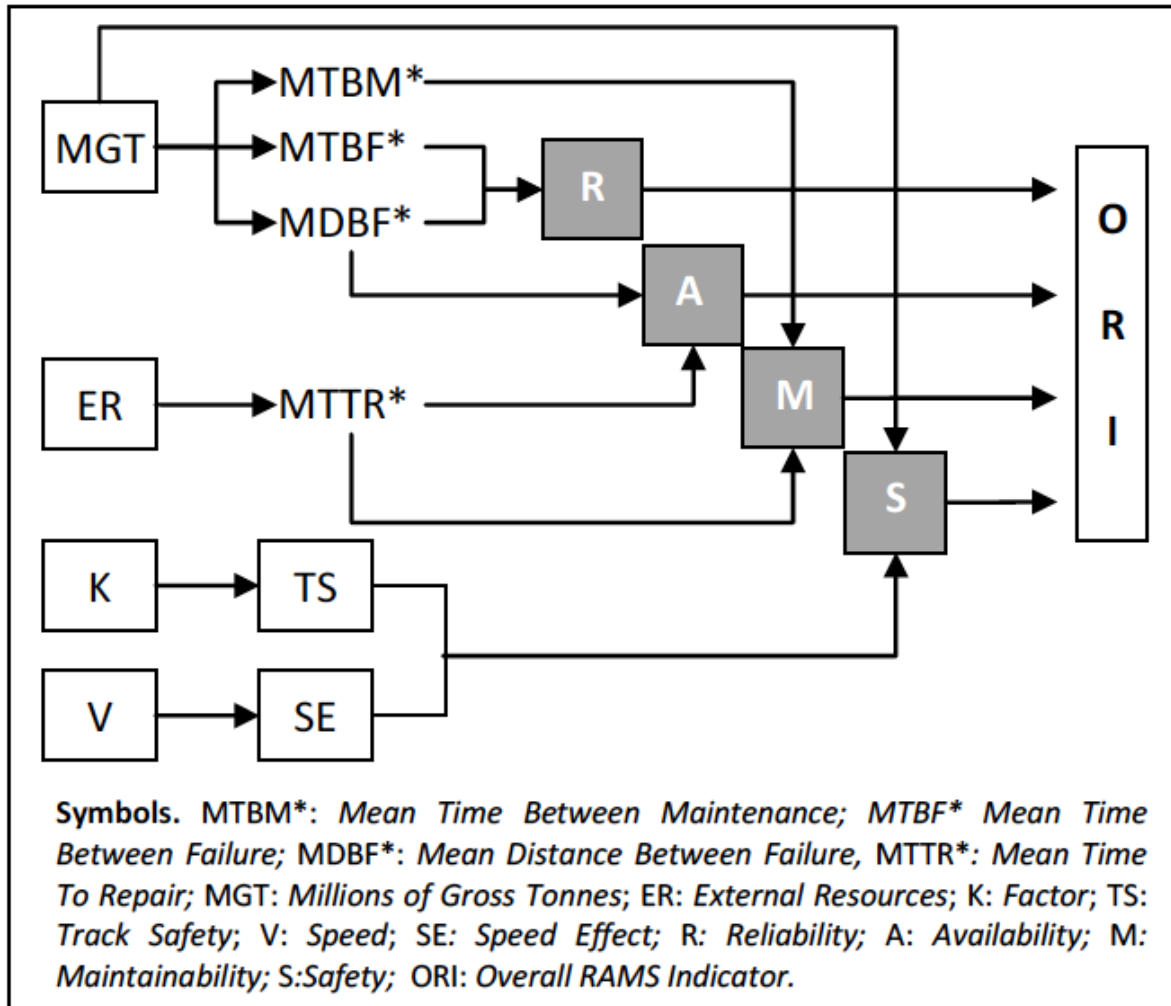 MTBM*
MGT
MTBF*
R
MDBF*
O
A
R
ER
MTTR*
M
I
S
K
TS
V
SE
Symbols. MTBM*: Mean Time Between Maintenance; MTBF* Mean Time
Between Failure; MDBF*: Mean Distance Between Failure, MTTR*: Mean Time
To Repair; MGT: Millions of Gross Tonnes; ER: External Resources; K: Factor; TS:
Track Safety; V: Speed; SE: Speed Effect; R: Reliability; A: Availability; M:
Maintainability; S:Safety; ORI: Overall RAMS Indicator.